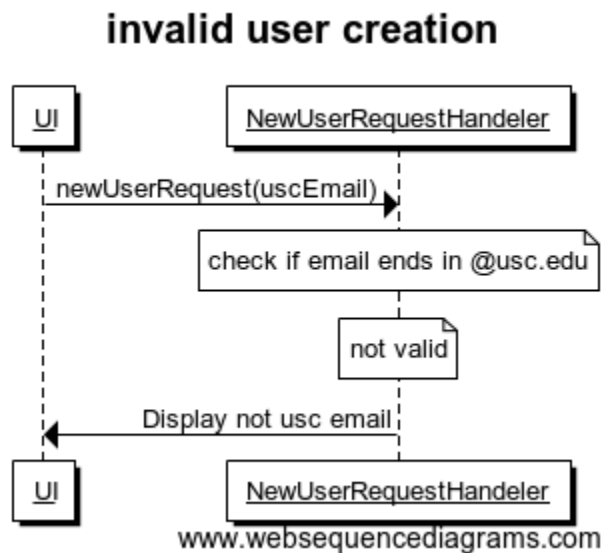 invalid user creation
UI
NewUserRequestHandeler
newUserRequest(uscEmail)
check if email ends in @usc.edu
not valid
Display not usc email
UI
NewUserRequestHandeler
www.websequencediagrams.com